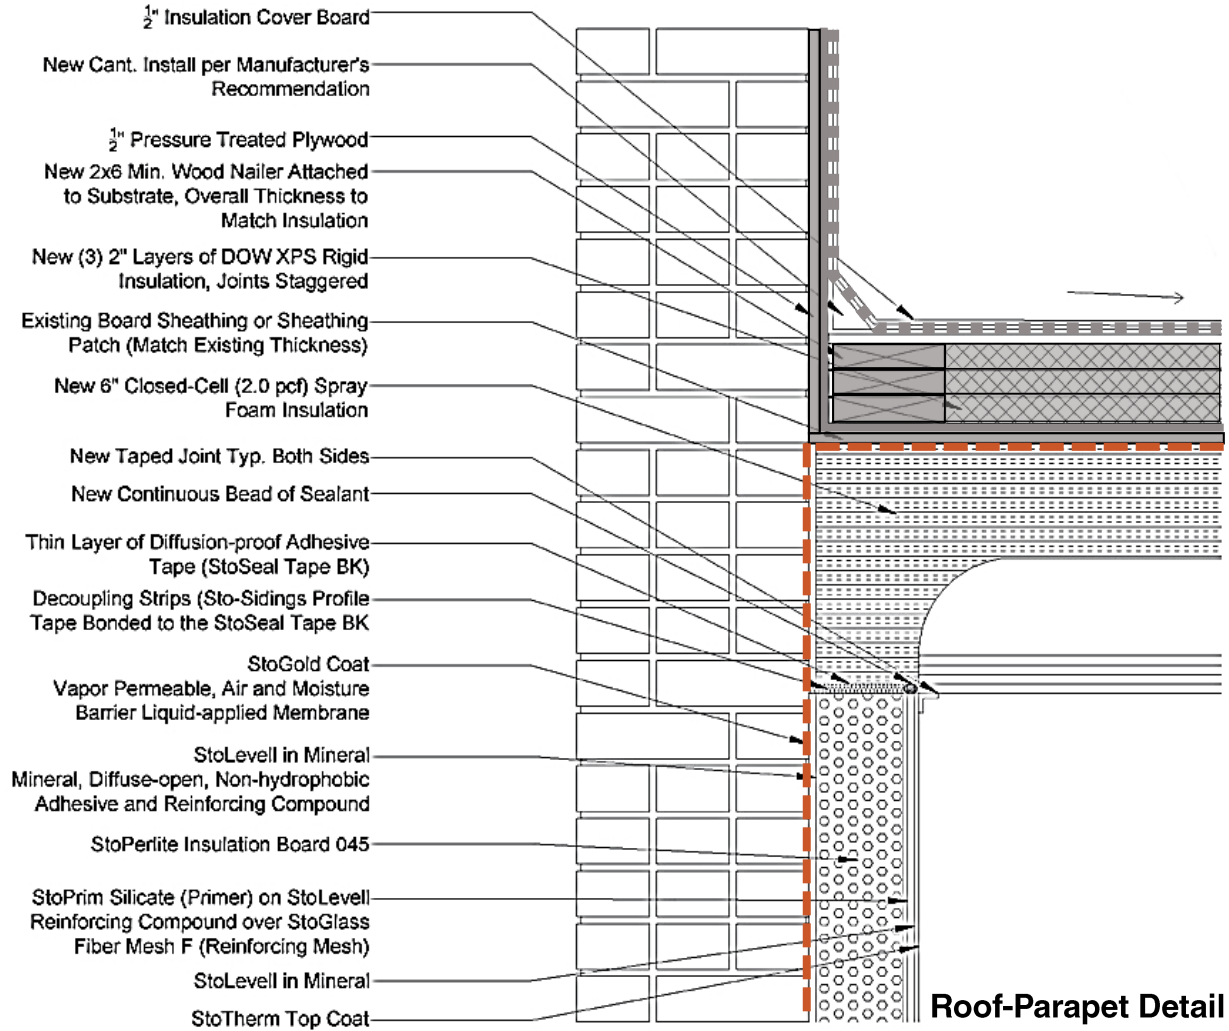 ½" Insulation Cover Board
New Cant. Install per Manufacturer's
Recommendation
½" Pressure Treated Plywood
New 2x6 Min. Wood Nailer Attached
to Substrate, Overall Thickness to
Match Insulation
New (3) 2" Layers of DOW XPS Rigid
Insulation, Joints Staggered
Existing Board Sheathing or Sheathing
Patch (Match Existing Thickness)
New 6" Closed-Cell (2.0 pcf) Spray
Foam Insulation
New Taped Joint Typ. Both Sides
New Continuous Bead of Sealant
Thin Layer of Diffusion-proof Adhesive
Tape (StoSeal Tape BK)
Decoupling Strips (Sto-Sidings Profile
Tape Bonded to the StoSeal Tape BK
StoGold Coat
Vapor Permeable, Air and Moisture
Barrier Liquid-applied Membrane
StoLevell in Mineral
Mineral, Diffuse-open, Non-hydrophobic
Adhesive and Reinforcing Compound
StoPerlite Insulation Board 045
StoPrim Silicate (Primer) on StoLevell
Reinforcing Compound over StoGlass
Fiber Mesh F (Reinforcing Mesh)
StoLevell in Mineral
StoTherm Top Coat
Roof-Parapet Detail